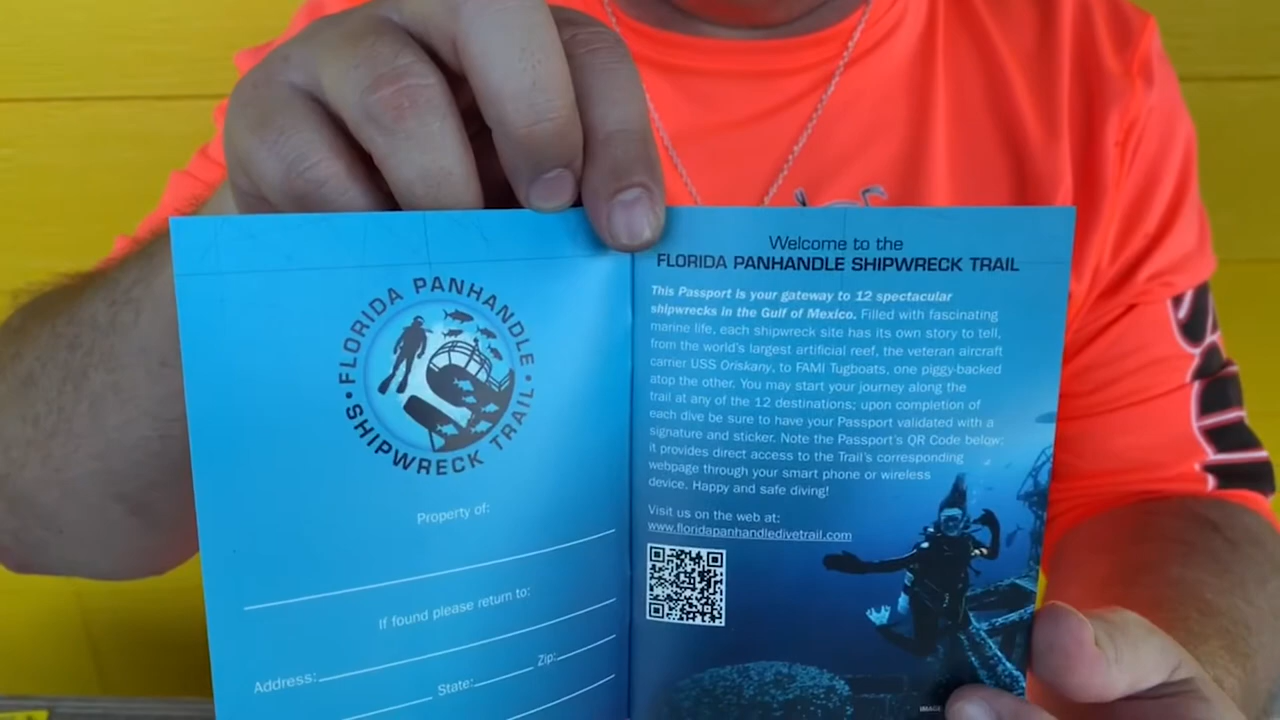 FLORIDA PANHANDLE
SHIPWRECK TRAIL
Property of:
If found please return to:
Address:
State:
Zip:
Welcome to the
FLORIDA PANHANDLE SHIPWRECK TRAIL
This Passport is your gateway to 12 spectacular
shipwrecks in the Gulf of Mexico. Filled with fascinating
marine life, each shipwreck site has its own story to tell,
from the world's largest artificial reef, the veteran aircraft
carrier USS Oriskany, to FAMI Tugboats, one piggy-backed
atop the other. You may start your journey along the
trail at any of the 12 destinations; upon completion of
each dive be sure to have your Passport validated with a
signature and sticker. Note the Passport's QR Code below;
it provides direct access to the Trail's corresponding
webpage through your smart phone or wireless
device. Happy and safe diving!
Visit us on the web at:
www.floridapanhandledivetrail.com
IMAGE